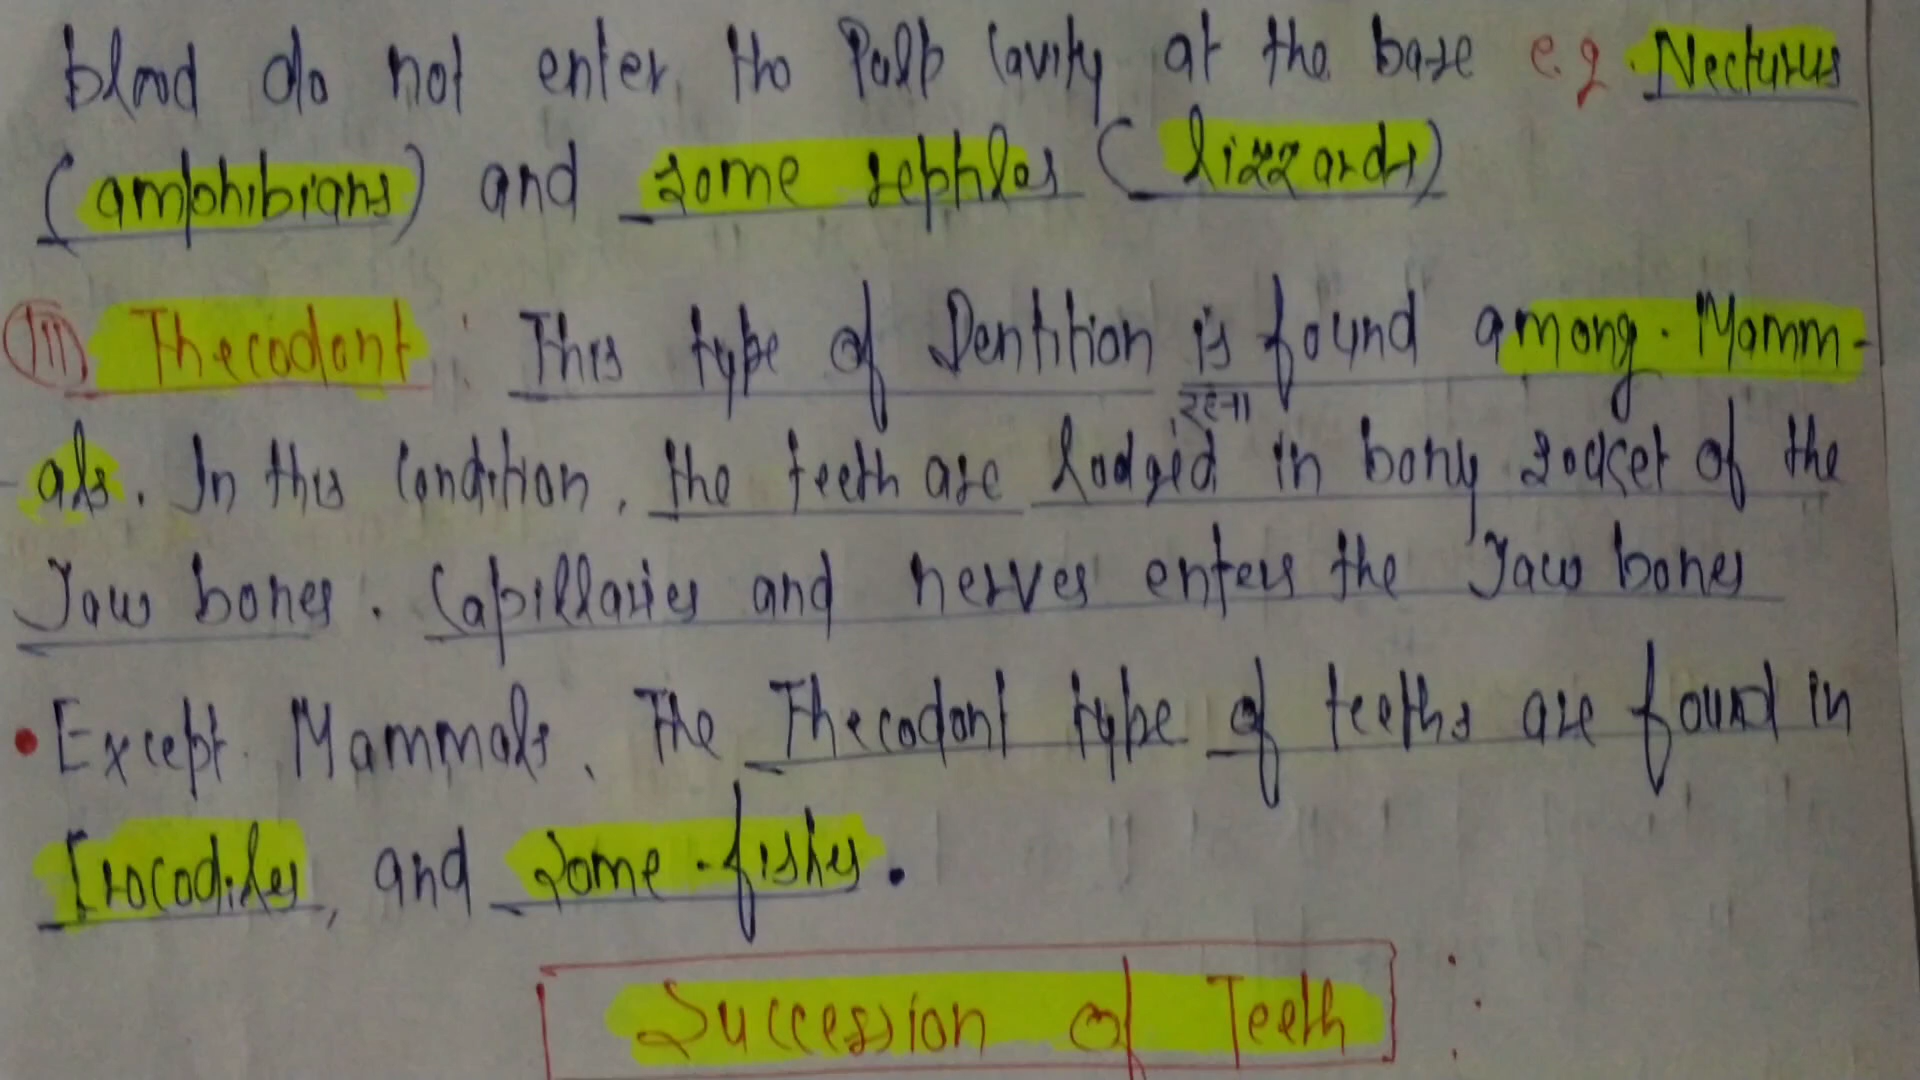 blood do not enter the Pulp Cavity at the base e.g. Necturus
(amphibians) and some reptiles (lizzards)
(iii) Thecodont : This type of Dentition is found among Mamm-
रहना
-als. In this Condition, the teeth are lodged in bony socket of the
Jaw bones. Capillaries and nerves enters the Jaw bones
• Except Mammals, The Thecodont type of teeths are found in
Crocodiles, and some fishes.
Succession of Teeth :